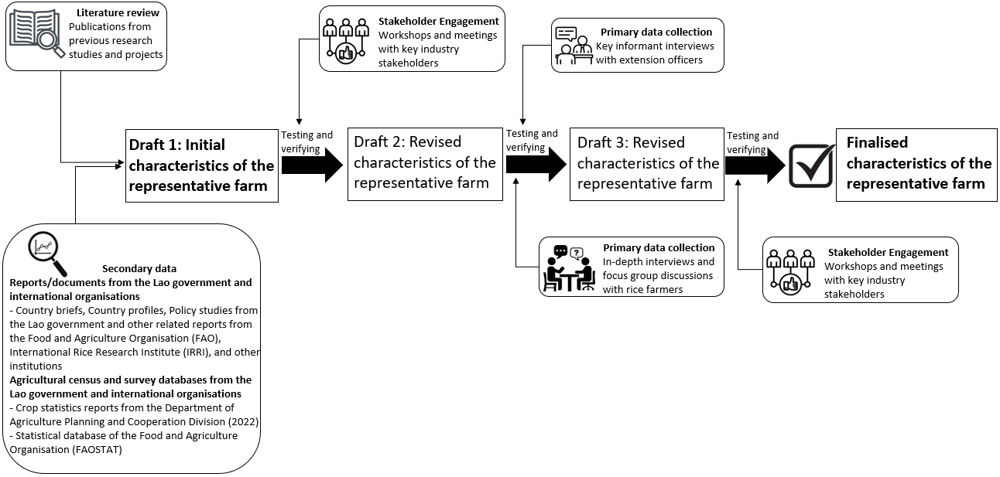 Literature review
Publications from
previous research
studies and projects
Stakeholder Engagement
Workshops and meetings
with key industry
stakeholders
Primary data collection
Key informant interviews
with extension officers
Draft 1: Initial
characteristics of the
representative farm
Testing and
verifying
Draft 2: Revised
characteristics of the
representative farm
Testing and
verifying
Draft 3: Revised
characteristics of the
representative farm
Testing and
verifying
Finalised
characteristics of the
representative farm
Secondary data
Reports/documents from the Lao government and
international organisations
- Country briefs, Country profiles, Policy studies from
the Lao government and other related reports from
the Food and Agriculture Organisation (FAO),
International Rice Research Institute (IRRI), and other
institutions
Agricultural census and survey databases from the
Lao government and international organisations
- Crop statistics reports from the Department of
Agriculture Planning and Cooperation Division (2022)
- Statistical database of the Food and Agriculture
Organisation (FAOSTAT)
?
Primary data collection
In-depth interviews and
focus group discussions
with rice farmers
Stakeholder Engagement
Workshops and meetings
with key industry
stakeholders